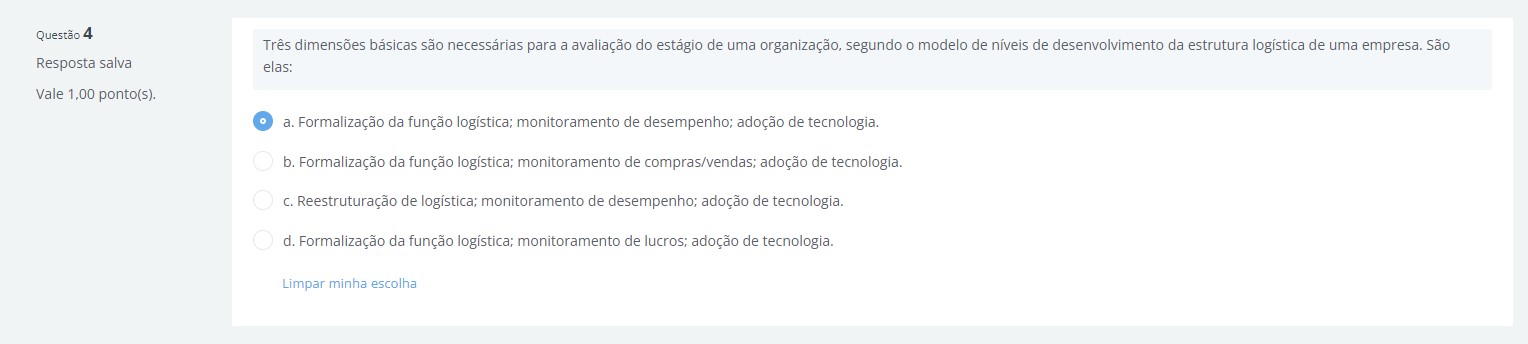 Questão 4
Resposta salva
Vale 1,00 ponto(s).
Três dimensões básicas são necessárias para a avaliação do estágio de uma organização, segundo o modelo de níveis de desenvolvimento da estrutura logística de uma empresa. São
elas:
a. Formalização da função logística; monitoramento de desempenho; adoção de tecnologia.
b. Formalização da função logística; monitoramento de compras/vendas; adoção de tecnologia.
c. Reestruturação de logística; monitoramento de desempenho; adoção de tecnologia.
d. Formalização da função logística; monitoramento de lucros; adoção de tecnologia.
Limpar minha escolha